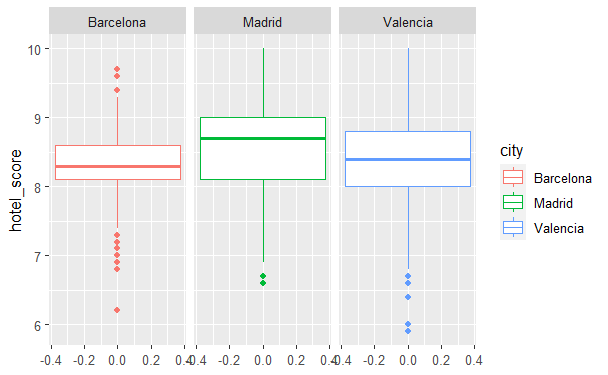 Barcelona Madrid Valencia
hotel_score
10
9
8
7
6
-0.4 -0.2 0.0 0.2 0.4 -0.4 -0.2 0.0 0.2 0.4 -0.4 -0.2 0.0 0.2 0.4
city
Barcelona
Madrid
Valencia